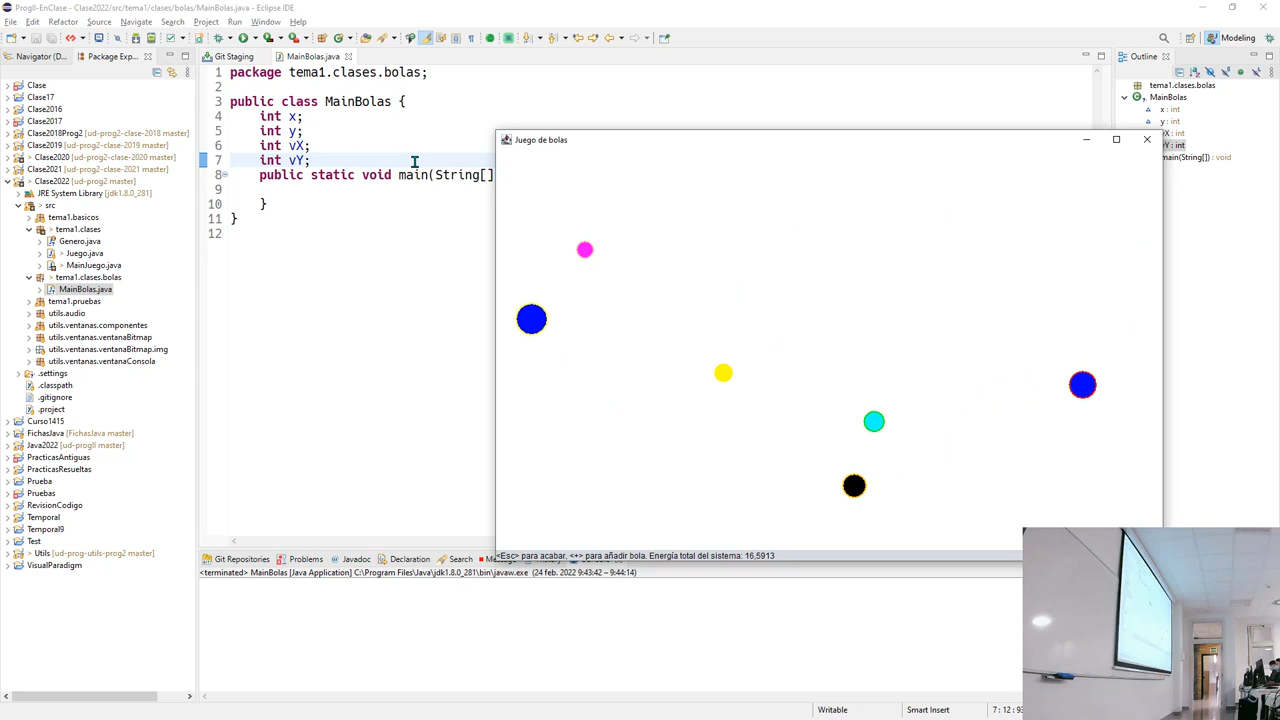 ProgII-EnClase - Clase2022/src/tema1/clases/bolas/MainBolas.java - Eclipse IDE
File Edit Refactor Source Navigate Search Project Run Window Help
Modeling
Navigator (D...
Package Exp...
Git Staging
MainBolas.java
Outline
Clase
Clase17
Clase2016
Clase2017
Clase2018Prog2 [ud-prog2-clase-2018 master]
> Clase2020 [ud-prog2-clase-2020 master]
Clase2021 [ud-prog2-clase-2021 master]
> Clase2022 [ud-prog2 master]
JRE System Library [jdk1.8.0_281]
> src
tema1.basicos
> tema1.clases
Genero.java
> Juego.java
> MainJuego.java
> tema1.clases.bolas
MainBolas.java
tema1.pruebas
utils.audio
utils.ventanas.componentes
utils.ventanas.ventanaBitmap
utils.ventanas.ventanaBitmap.img
utils.ventanas.ventanaConsola
.settings
.classpath
.gitignore
.project
Curso1415
FichasJava [FichasJava master]
Java2022 [ud-progII master]
PracticasAntiguas
PracticasResueltas
Prueba
Pruebas
RevisionCodigo
Temporal
Temporal9
Test
> Utils [ud-prog-utils-prog2 master]
VisualParadigm
1 package tema1.clases.bolas;
2
3 public class MainBolas {
4 int x;
5 int y;
6 int vX;
7 int vY;
8 public static void main(String[]
9
10 }
11 }
12
Juego de bolas
<Esc> para acabar, <+> para añadir bola. Energía total del sistema: 16,5913
tema1.clases.bolas
MainBolas
x : int
y : int
vX : int
vY : int
main(String[]) : void
Git Repositories
Problems
Javadoc
Declaration
Search
<terminated> MainBolas [Java Application] C:\Program Files\Java\jdk1.8.0_281\bin\javaw.exe (24 feb. 2022 9:43:42 – 9:44:14)
Writable
Smart Insert
7 : 12 : 93